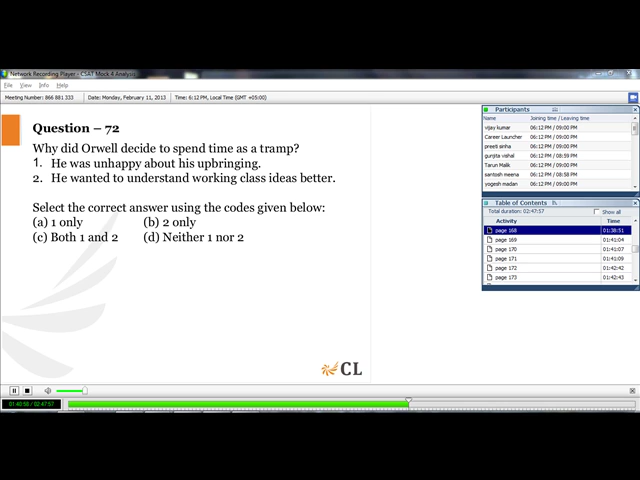 Network Recording Player - CSAT Mock 4 Analysis
File View Info Help
Meeting Number: 866 881 333 Date: Monday, February 11, 2013 Time: 6:12 PM, Local Time (GMT +05:00)
Question – 72
Why did Orwell decide to spend time as a tramp?
1. He was unhappy about his upbringing.
2. He wanted to understand working class ideas better.
Select the correct answer using the codes given below:
(a) 1 only (b) 2 only
(c) Both 1 and 2 (d) Neither 1 nor 2
CL
Participants
Name Joining time / Leaving time
vijay kumar 06:12 PM / 09:00 PM
Career Launcher 06:12 PM / 09:00 PM
preeti sinha 06:12 PM / 09:00 PM
gunjita vishal 06:12 PM / 08:59 PM
Tarun Malik 06:12 PM / 09:00 PM
santosh meena 06:12 PM / 08:58 PM
yogesh madan 06:12 PM / 09:00 PM
Table of Contents
Total duration: 02:47:57 Show all
Activity Time
page 168 01:38:51
page 169 01:41:04
page 170 01:41:07
page 171 01:41:09
page 172 01:42:42
page 173 01:42:43
01:40:56 / 02:47:57